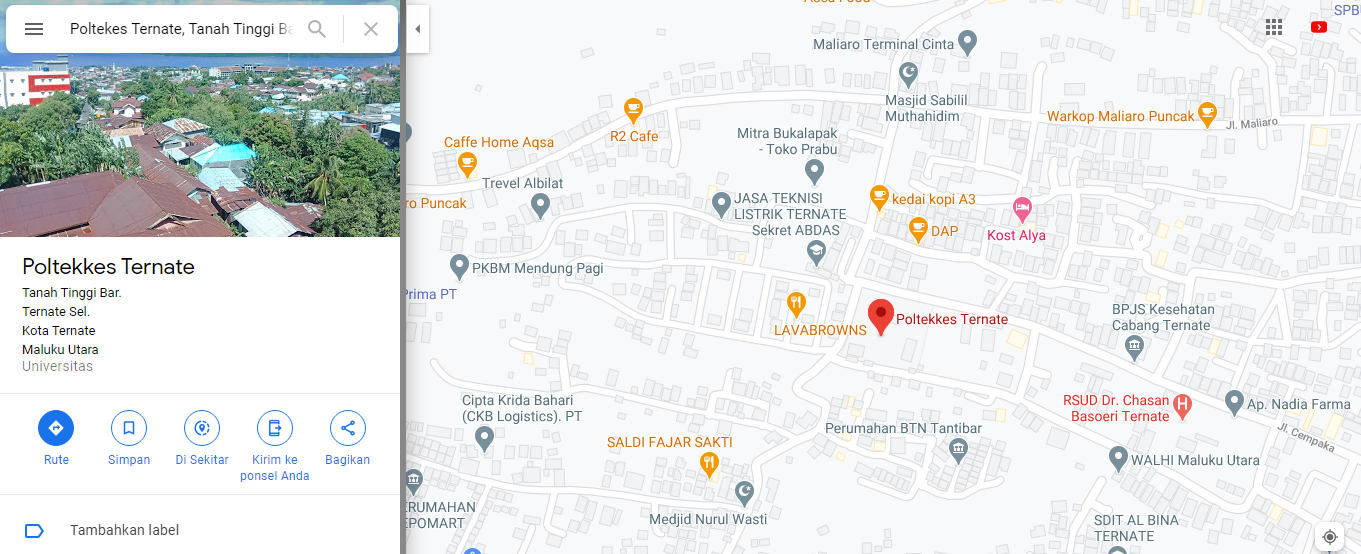 Poltekes Ternate, Tanah Tinggi Ba
Poltekkes Ternate
Tanah Tinggi Bar.
Ternate Sel.
Kota Ternate
Maluku Utara
Universitas
Rute
Simpan
Di Sekitar
Kirim ke
ponsel Anda
Bagikan
Tambahkan label
SPB
Maliaro Terminal Cinta
Masjid Sabilil
Muthahidim
Warkop Maliaro Puncak
Jl. Maliaro
R2 Cafe
Caffe Home Aqsa
Mitra Bukalapak
- Toko Prabu
Trevel Albilat
ro Puncak
JASA TEKNISI
LISTRIK TERNATE
Sekret ABDAS
kedai kopi A3
DAP
Kost Alya
PKBM Mendung Pagi
Prima PT
LAVABROWNS
Poltekkes Ternate
BPJS Kesehatan
Cabang Ternate
Cipta Krida Bahari
(CKB Logistics). PT
RSUD Dr. Chasan
Basoeri Ternate
Ap. Nadia Farma
Jl. Cempaka
Perumahan BTN Tantibar
SALDI FAJAR SAKTI
WALHI Maluku Utara
ERUMAHAN
EPOMART
Medjid Nurul Wasti
SDIT AL BINA
TERNATE